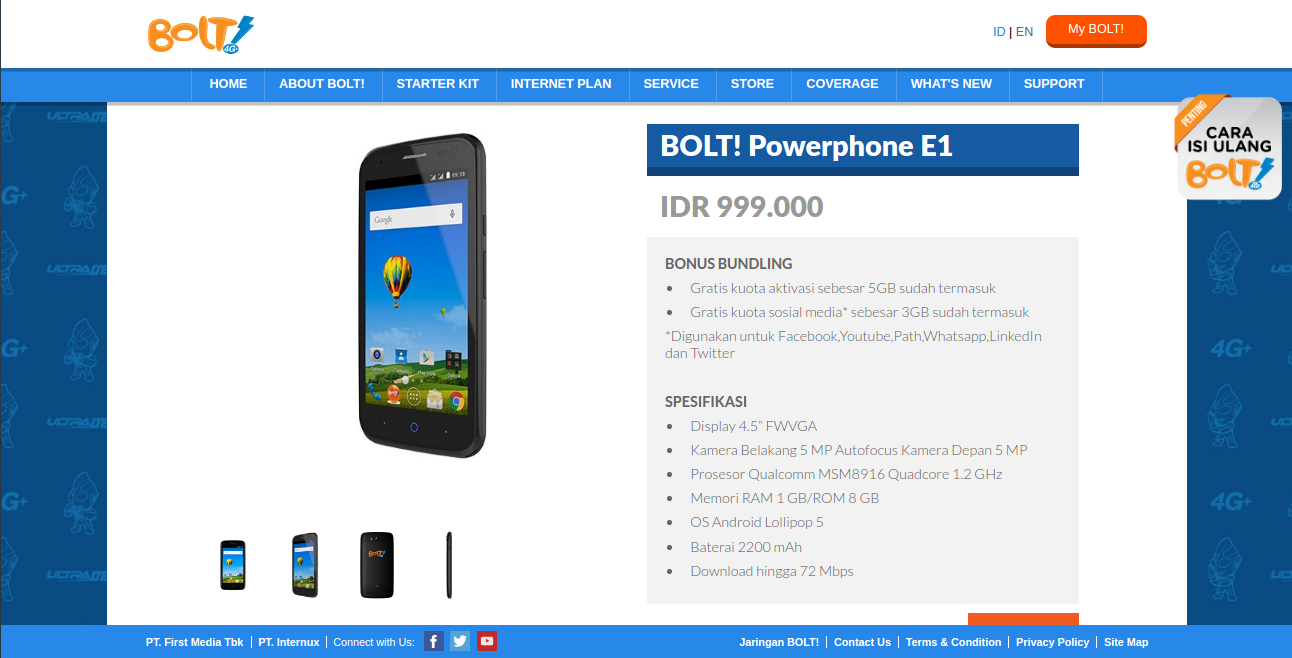 BOLT! 4G+
ID | EN
My BOLT!
HOME ABOUT BOLT! STARTER KIT INTERNET PLAN SERVICE STORE COVERAGE WHAT'S NEW SUPPORT
PENTING
CARA
ISI ULANG
BOLT! 4G
BOLT! Powerphone E1
IDR 999.000
BONUS BUNDLING
• Gratis kuota aktivasi sebesar 5GB sudah termasuk
• Gratis kuota sosial media* sebesar 3GB sudah termasuk
*Digunakan untuk Facebook,Youtube,Path,Whatsapp,LinkedIn
dan Twitter
SPESIFIKASI
• Display 4.5” FWVGA
• Kamera Belakang 5 MP Autofocus Kamera Depan 5 MP
• Prosesor Qualcomm MSM8916 Quadcore 1.2 GHz
• Memori RAM 1 GB/ROM 8 GB
• OS Android Lollipop 5
• Baterai 2200 mAh
• Download hingga 72 Mbps
Google
BOLT!
4G+
4G+
PT. First Media Tbk | PT. Internux | Connect with Us:
Jaringan BOLT! | Contact Us | Terms & Condition | Privacy Policy | Site Map